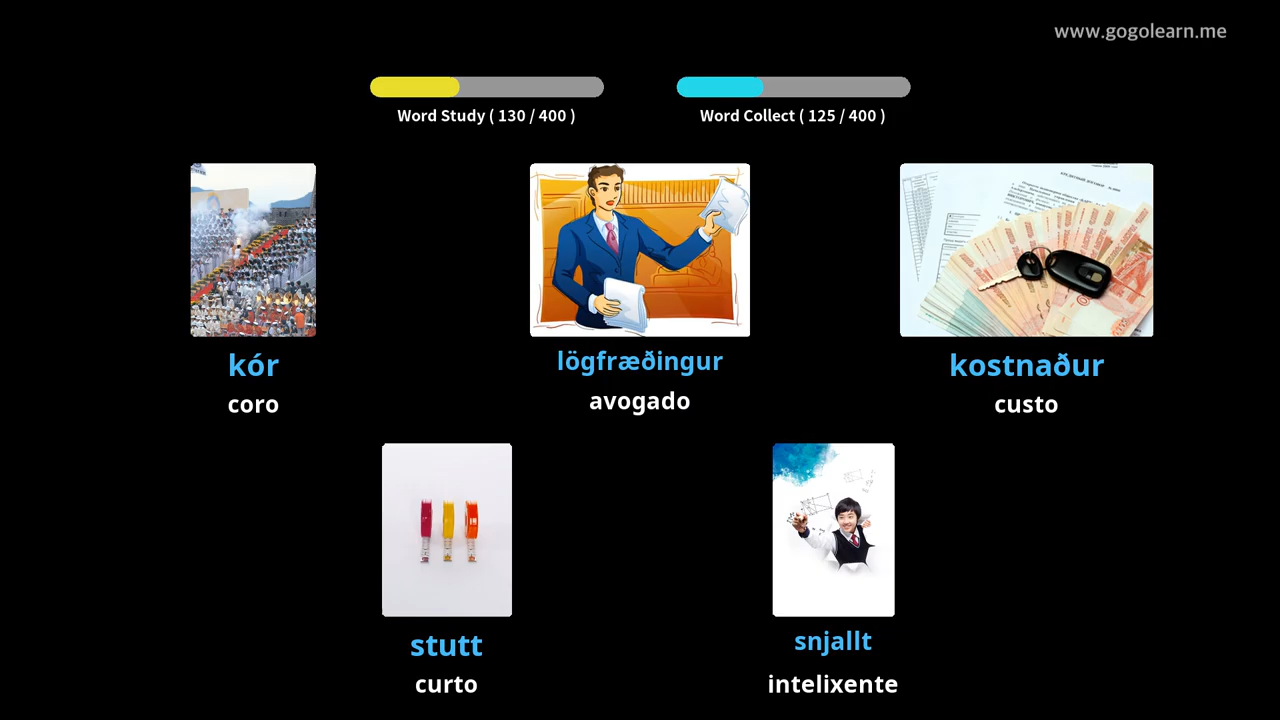 www.gogolearn.me
Word Study ( 130 / 400 )
Word Collect ( 125 / 400 )
kór
coro
lögfræðingur
avogado
kostnaður
custo
stutt
curto
snjallt
intelixente